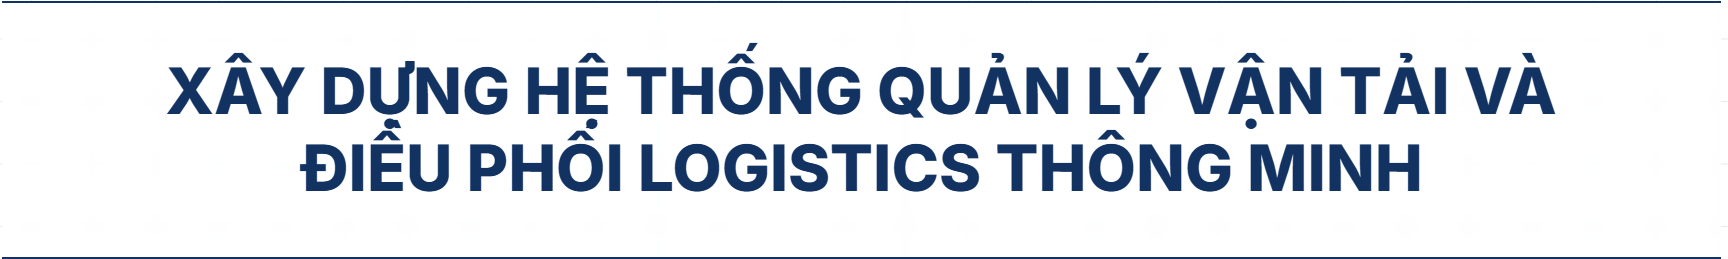 XÂY DỰNG HỆ THỐNG QUẢN LÝ VẬN TẢI VÀ
ĐIỀU PHỐI LOGISTICS THÔNG MINH